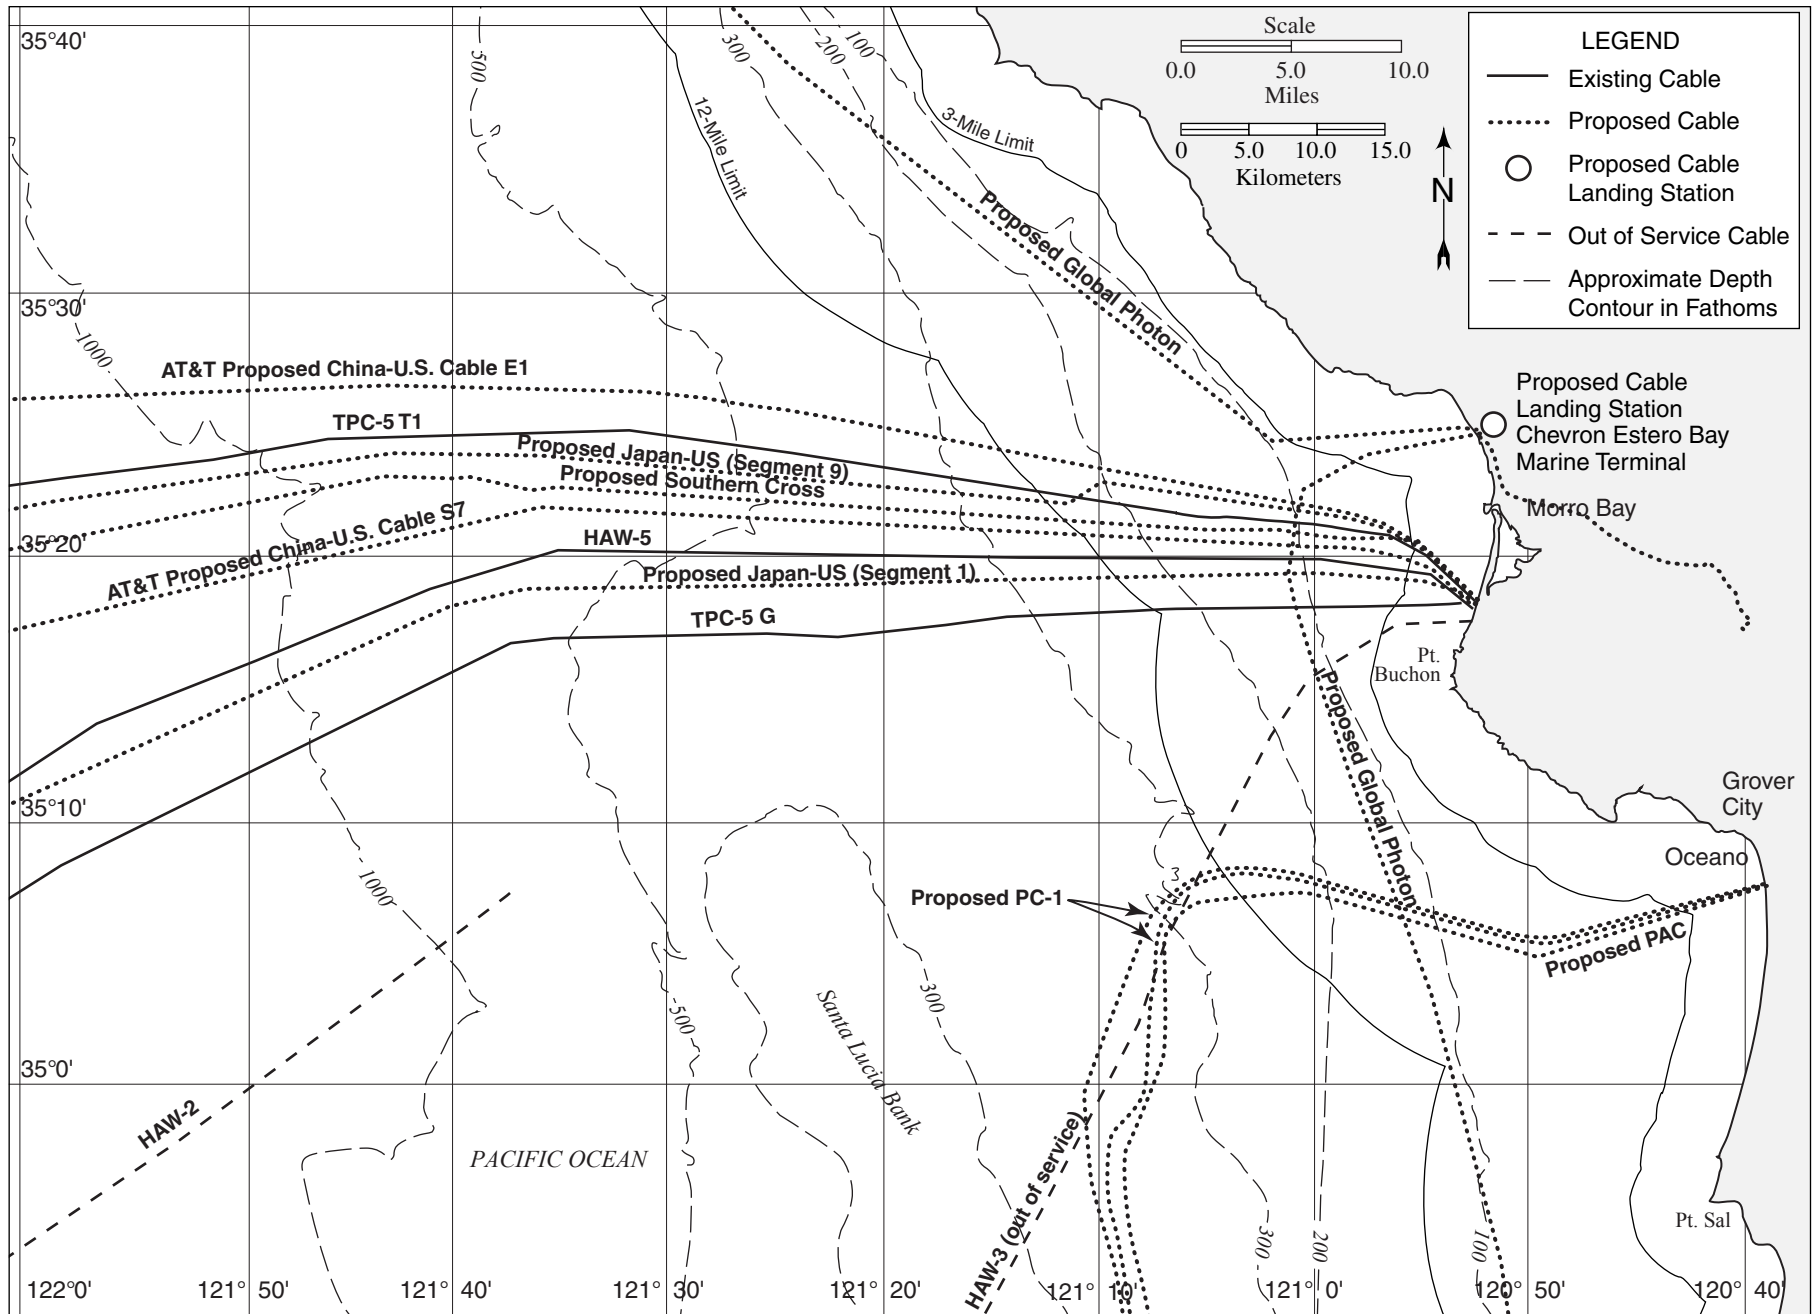 35°40'
500
300
200
100
Scale
0.0 5.0 10.0
Miles
0 5.0 10.0 15.0
Kilometers
N
LEGEND
Existing Cable
Proposed Cable
Proposed Cable
Landing Station
Out of Service Cable
Approximate Depth
Contour in Fathoms
12-Mile Limit
3-Mile Limit
Proposed Global Photon
35°30'
1000
AT&T Proposed China-U.S. Cable E1
TPC-5 T1
Proposed Japan-US (Segment 9)
Proposed Southern Cross
AT&T Proposed China-U.S. Cable S7
35°20'
HAW-5
Proposed Japan-US (Segment 1)
TPC-5 G
Proposed Cable
Landing Station
Chevron Estero Bay
Marine Terminal
Morro Bay
Pt.
Buchon
Proposed Global Photon
35°10'
Grover
City
Oceano
1000
3
Proposed PC-1
Proposed PAC
300
500
Santa Lucia Bank
35°0'
HAW-2
PACIFIC OCEAN
HAW-3 (out of service)
300
200
100
Pt. Sal
122°0' 121° 50' 121° 40' 121° 30' 121° 20' 121° 10' 121° 0' 120° 50' 120° 40'